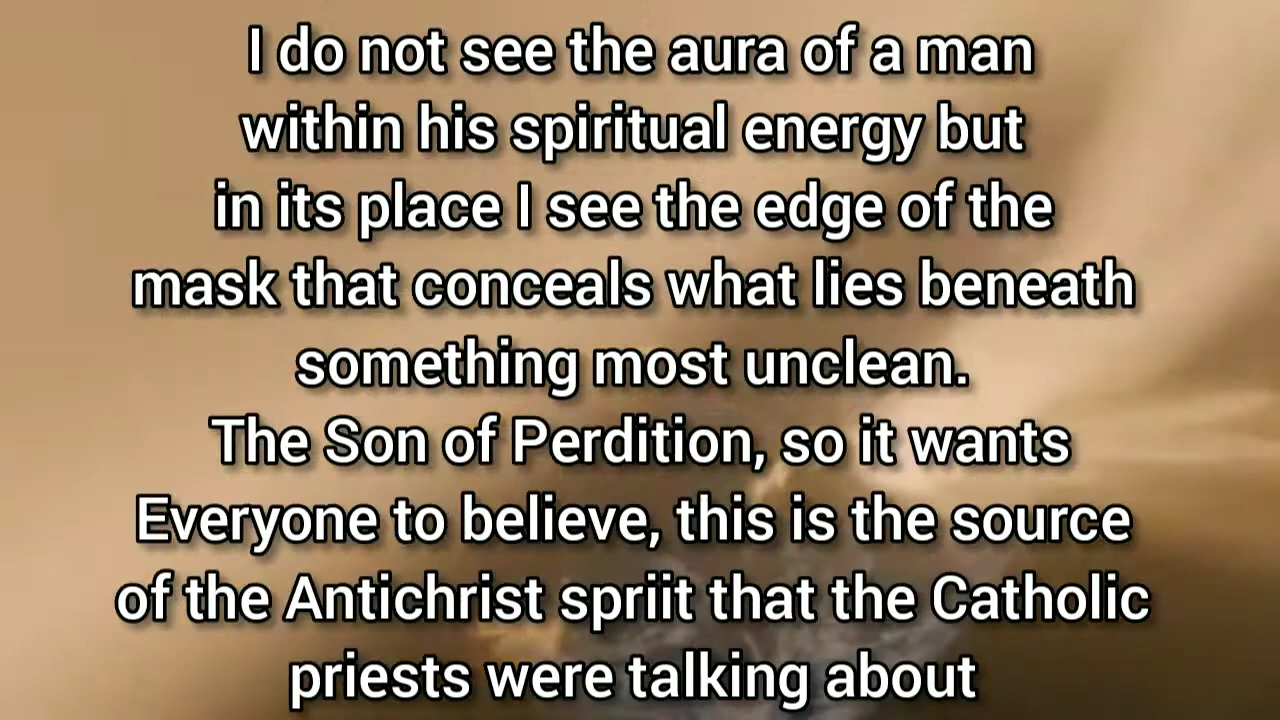 I do not see the aura of a man
within his spiritual energy but
in its place I see the edge of the
mask that conceals what lies beneath
something most unclean.
The Son of Perdition, so it wants
Everyone to believe, this is the source
of the Antichrist spriit that the Catholic
priests were talking about